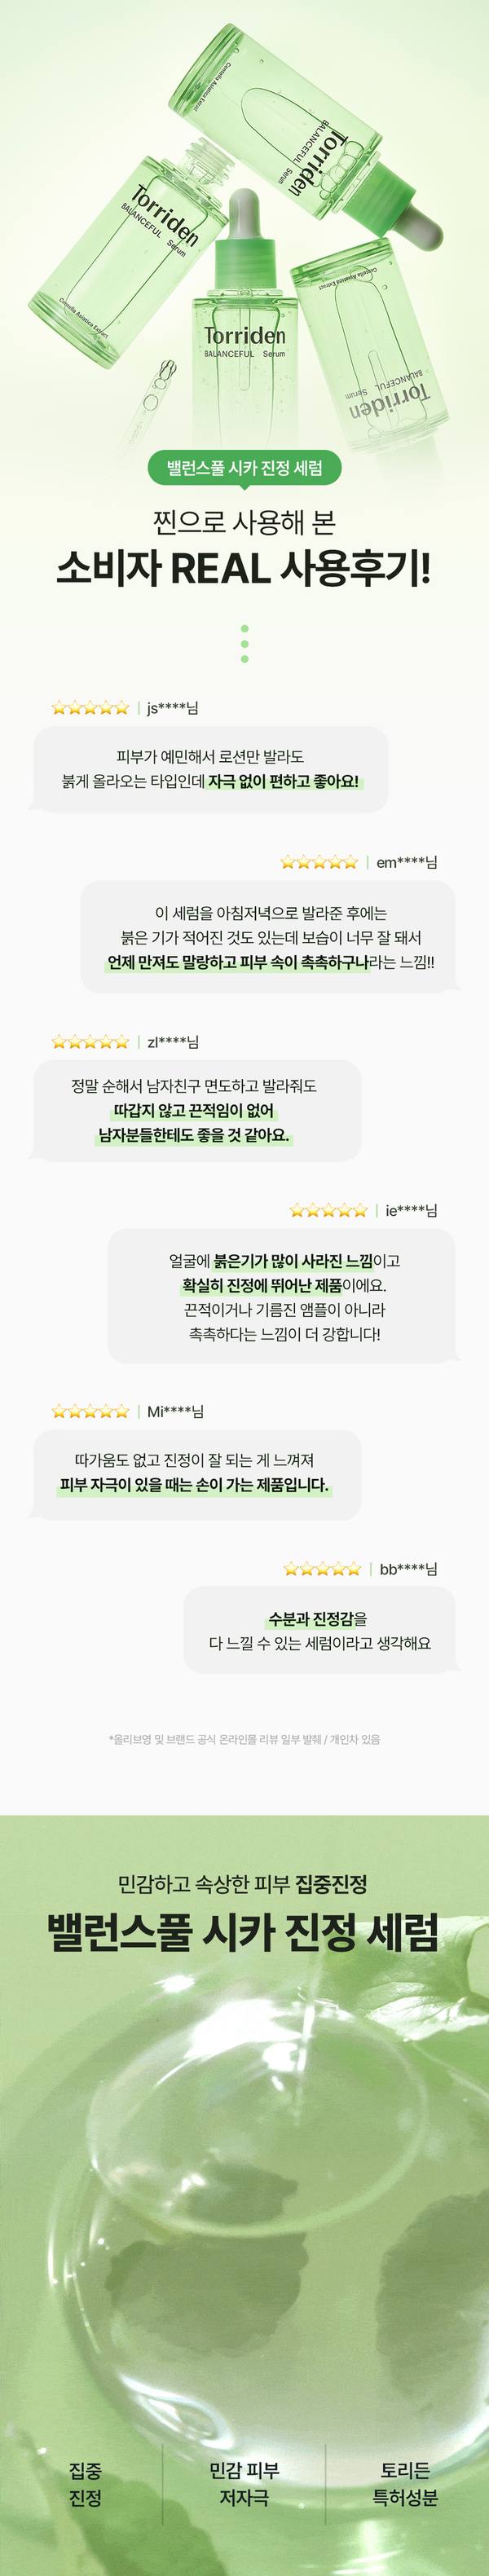 Centella Asiatica Extract
Torriden
BALANCEFUL Serum
Torriden
BALANCEFUL Serum
Centella Asiatica Extract
Torriden
BALANCEFUL Serum
Centella Asiatica Extract
Torriden
BALANCEFUL Serum
밸런스풀 시카 진정 세럼
찐으로 사용해 본
소비자 REAL 사용후기!
js****님
피부가 예민해서 로션만 발라도
붉게 올라오는 타입인데 자극 없이 편하고 좋아요!
em****님
이 세럼을 아침저녁으로 발라준 후에는
붉은 기가 적어진 것도 있는데 보습이 너무 잘 돼서
언제 만져도 말랑하고 피부 속이 촉촉하구나라는 느낌!!
zl****님
정말 순해서 남자친구 면도하고 발라줘도
따갑지 않고 끈적임이 없어
남자분들한테도 좋을 것 같아요.
ie****님
얼굴에 붉은기가 많이 사라진 느낌이고
확실히 진정에 뛰어난 제품이에요.
끈적이거나 기름진 앰플이 아니라
촉촉하다는 느낌이 더 강합니다!
Mi****님
따가움도 없고 진정이 잘 되는 게 느껴져
피부 자극이 있을 때는 손이 가는 제품입니다.
bb****님
수분과 진정감을
다 느낄 수 있는 세럼이라고 생각해요
*올리브영 및 브랜드 공식 온라인몰 리뷰 일부 발췌 / 개인차 있음
민감하고 속상한 피부 집중진정
밸런스풀 시카 진정 세럼
집중
진정
민감 피부
저자극
토리든
특허성분